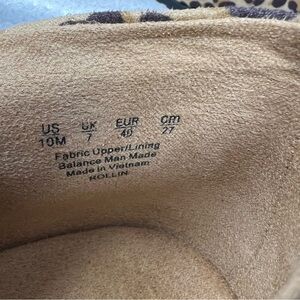 US UK EUR cm
10M 7 40 27
Fabric Upper/Lining
Balance Man Made
Made in Vietnam
ROLLIN